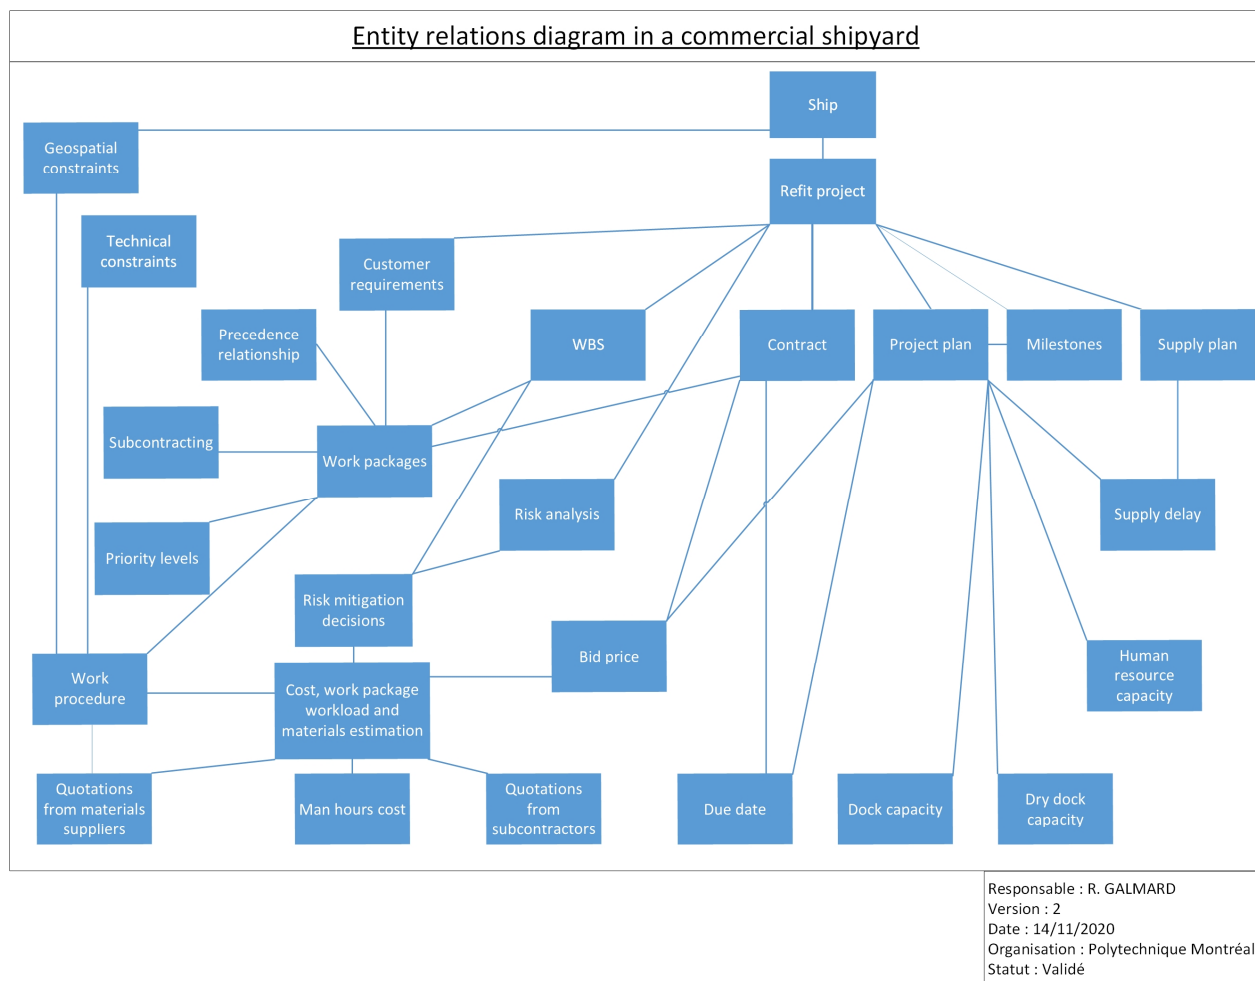 Entity relations diagram in a commercial shipyard
Ship
Geospatial
constraints
Refit project
Technical
constraints
Customer
requirements
Precedence
relationship
WBS
Contract
Project plan
Milestones
Supply plan
Subcontracting
Work packages
Risk analysis
Supply delay
Priority levels
Risk mitigation
decisions
Bid price
Human
resource
capacity
Work
procedure
Cost, work package
workload and
materials estimation
Quotations
from materials
suppliers
Man hours cost
Quotations
from
subcontractors
Due date
Dock capacity
Dry dock
capacity
Responsable : R. GALMARD
Version : 2
Date : 14/11/2020
Organisation : Polytechnique Montréal
Statut : Validé